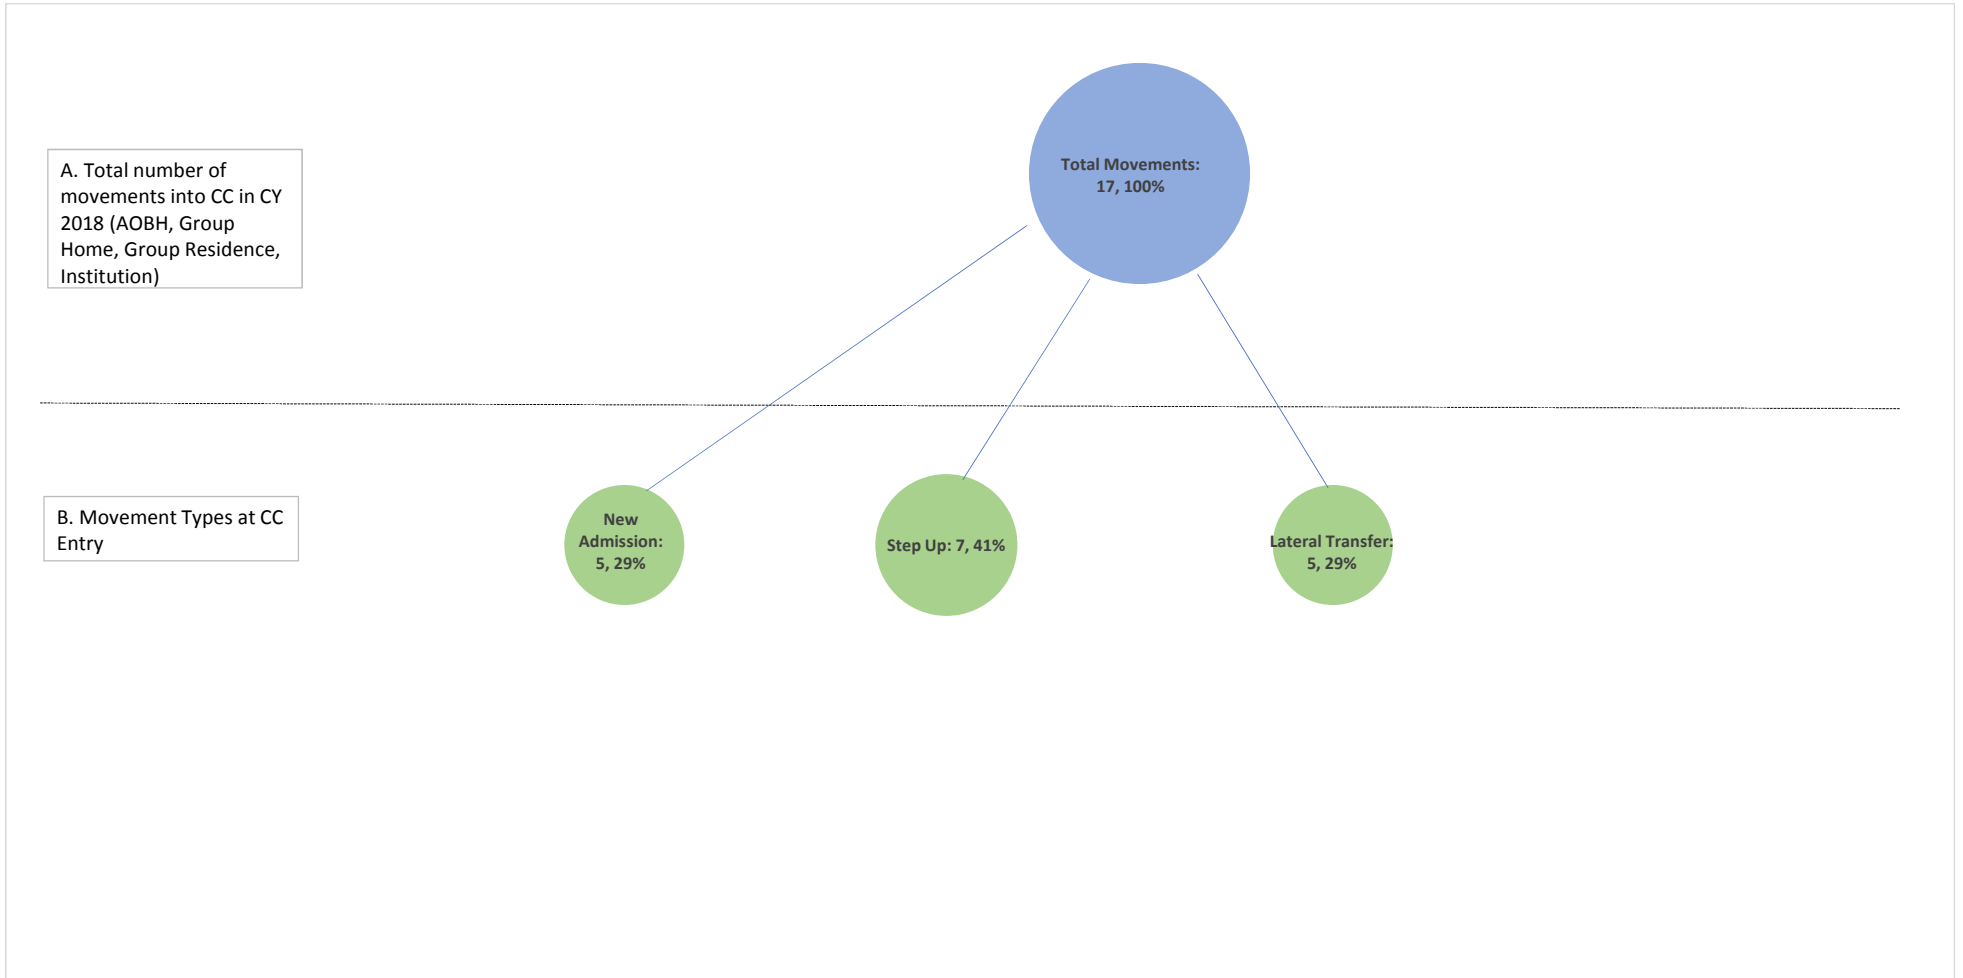 Total Movements:
17, 100%
A. Total number of
movements into CC in CY
2018 (AOBH, Group
Home, Group Residence,
Institution)
B. Movement Types at CC
Entry
New
Admission:
5, 29%
Step Up: 7, 41%
Lateral Transfer:
5, 29%